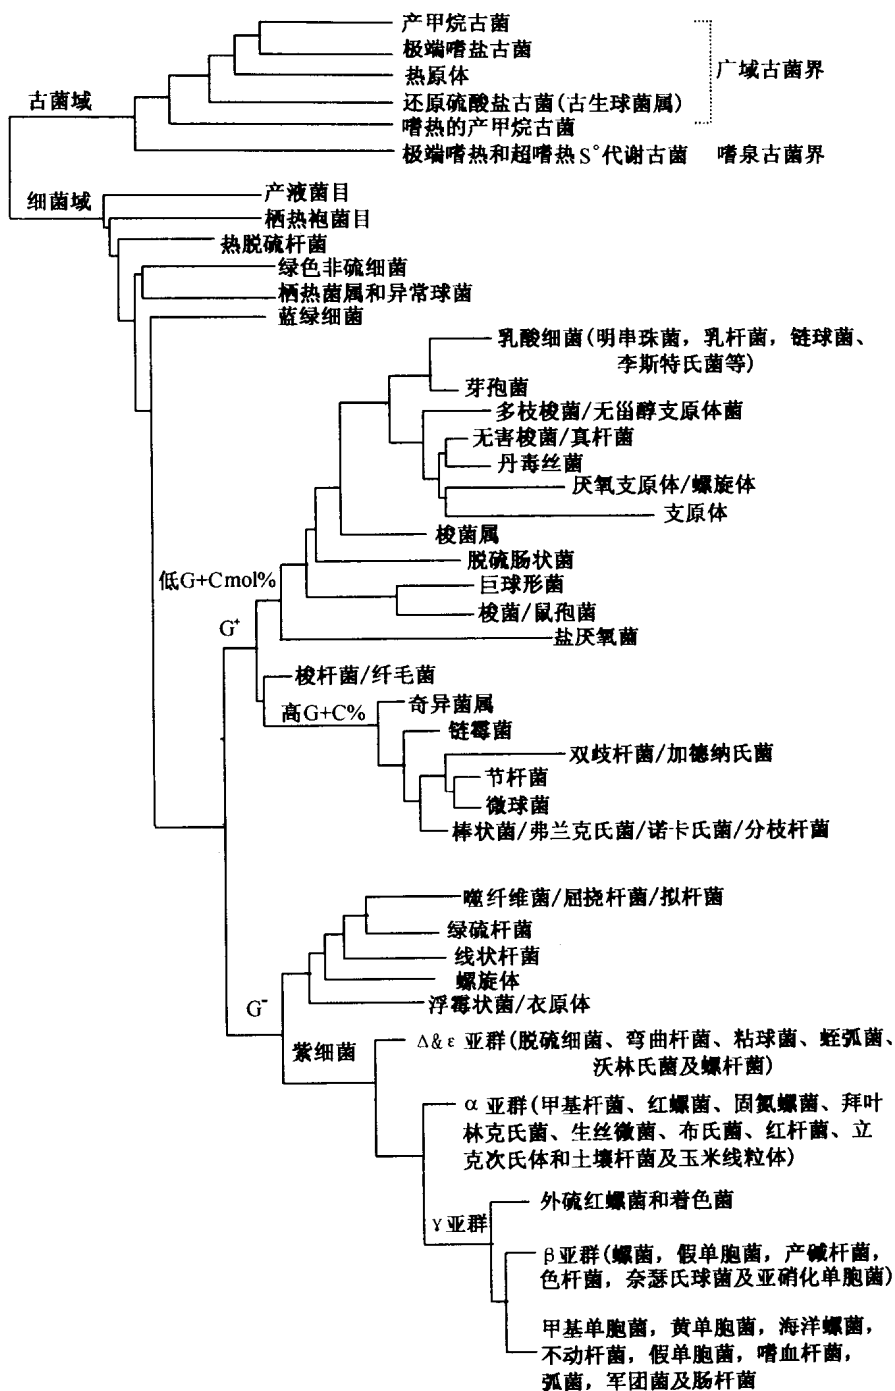 产甲烷古菌
极端嗜盐古菌
热原体
广域古菌界
古菌域
还原硫酸盐古菌(古生球菌属)
嗜热的产甲烷古菌
极端嗜热和超嗜热S°代谢古菌 嗜泉古菌界
细菌域
产液菌目
栖热袍菌目
热脱硫杆菌
绿色非硫细菌
栖热菌属和异常球菌
蓝绿细菌
乳酸细菌(明串珠菌，乳杆菌，链球菌、
李斯特氏菌等)
芽孢菌
多枝梭菌/无甾醇支原体菌
无害梭菌/真杆菌
丹毒丝菌
厌氧支原体/螺旋体
支原体
梭菌属
脱硫肠状菌
低G+Cmol%
巨球形菌
梭菌/鼠孢菌
G⁺
盐厌氧菌
梭杆菌/纤毛菌
高G+C%
奇异菌属
链霉菌
双歧杆菌/加德纳氏菌
节杆菌
微球菌
棒状菌/弗兰克氏菌/诺卡氏菌/分枝杆菌
噬纤维菌/屈挠杆菌/拟杆菌
绿硫杆菌
线状杆菌
螺旋体
G⁻
浮霉状菌/衣原体
紫细菌
Δ&ε 亚群(脱硫细菌、弯曲杆菌、粘球菌、蛭弧菌、
沃林氏菌及螺杆菌)
α 亚群(甲基杆菌、红螺菌、固氮螺菌、拜叶
林克氏菌、生丝微菌、布氏菌、红杆菌、立
克次氏体和土壤杆菌及玉米线粒体)
γ亚群
外硫红螺菌和着色菌
β亚群(螺菌，假单胞菌，产碱杆菌，
色杆菌，奈瑟氏球菌及亚硝化单胞菌)
甲基单胞菌，黄单胞菌，海洋螺菌，
不动杆菌，假单胞菌，嗜血杆菌，
弧菌，军团菌及肠杆菌